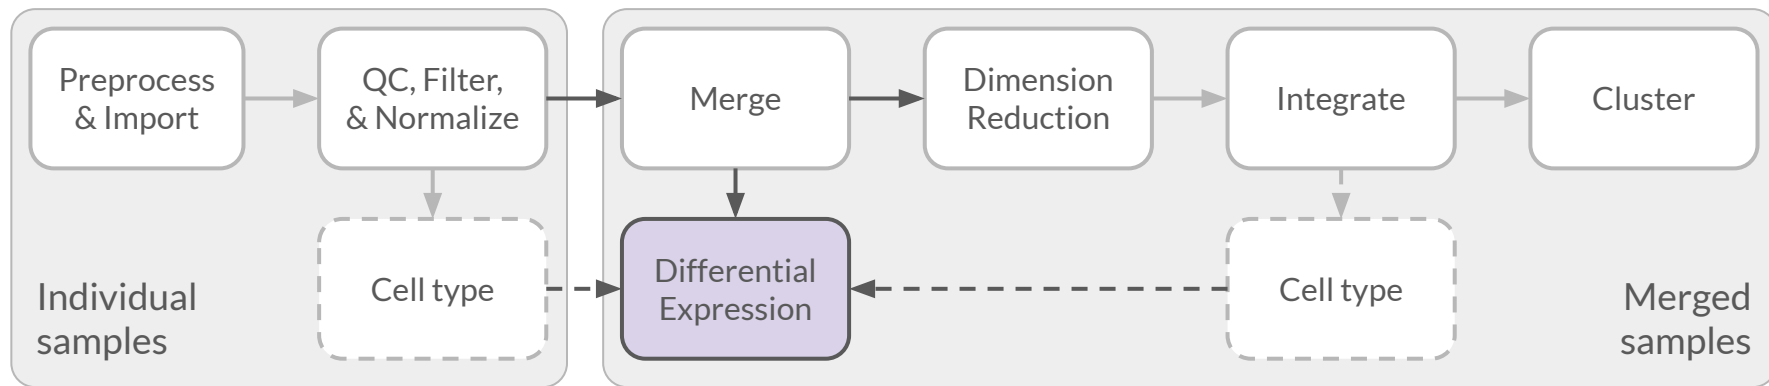 Preprocess
& Import
QC, Filter,
& Normalize
Merge
Dimension
Reduction
Integrate
Cluster
Individual
samples
Cell type
Differential
Expression
Cell type
Merged
samples